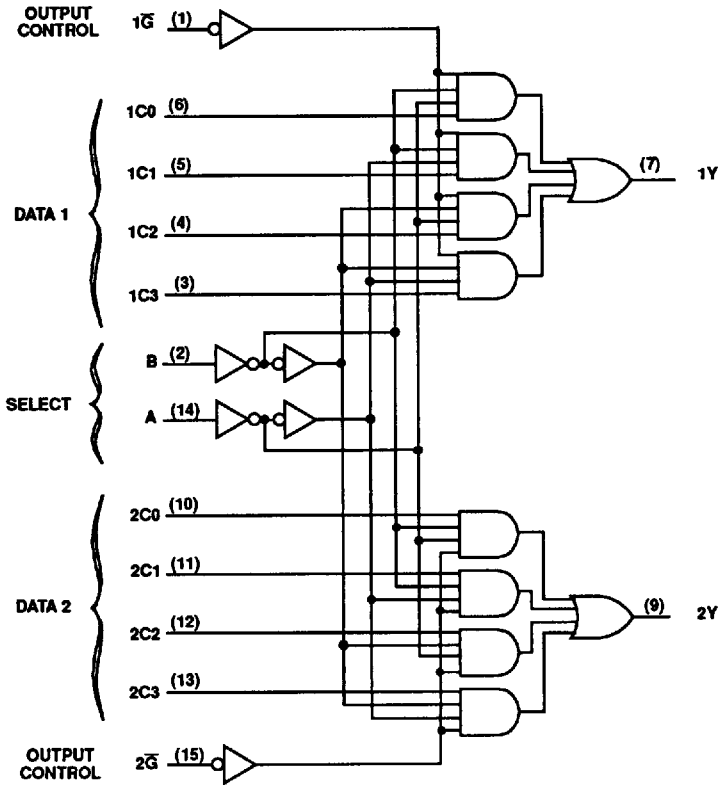 OUTPUT
CONTROL
1G̅ (1)
1C0 (6)
1C1 (5)
DATA 1
1C2 (4)
1C3 (3)
(7) 1Y
B (2)
SELECT
A (14)
2C0 (10)
2C1 (11)
DATA 2
2C2 (12)
2C3 (13)
(9) 2Y
OUTPUT
CONTROL
2G̅ (15)